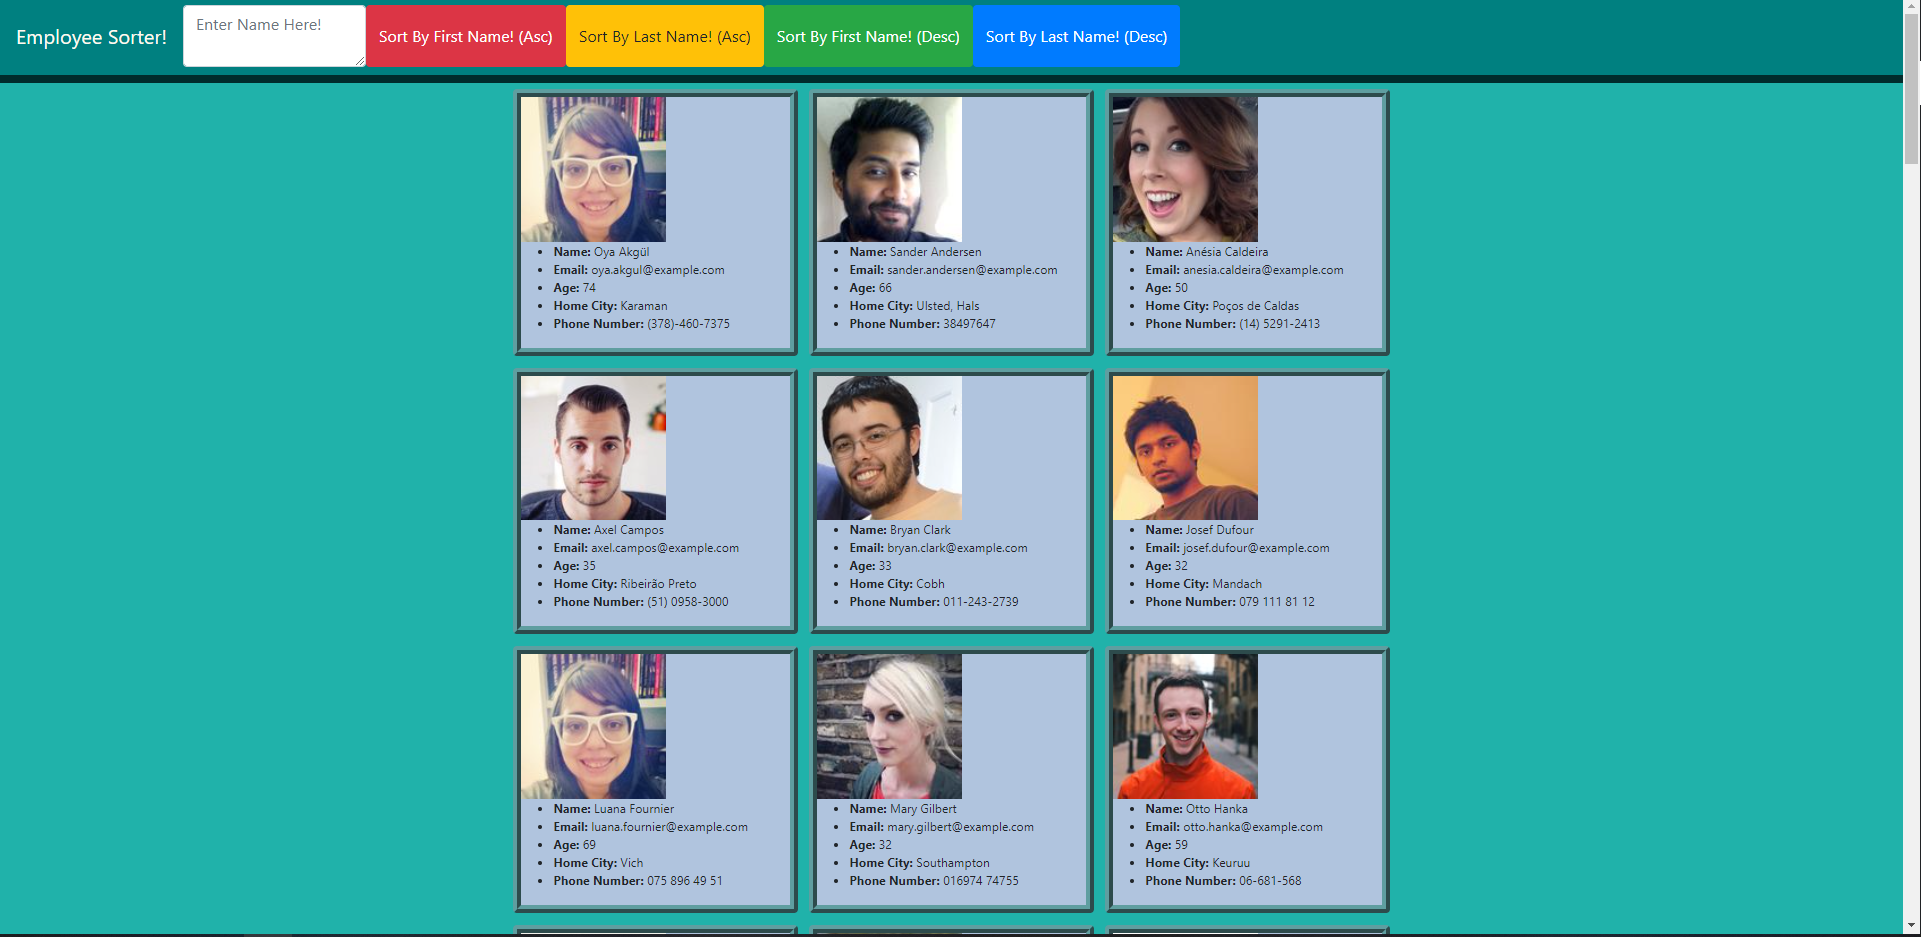 Employee Sorter!
Enter Name Here!
Sort By First Name! (Asc)
Sort By Last Name! (Asc)
Sort By First Name! (Desc)
Sort By Last Name! (Desc)
Name: Oya Akgül
Email: oya.akgul@example.com
Age: 74
Home City: Karaman
Phone Number: (378)-460-7375
Name: Sander Andersen
Email: sander.andersen@example.com
Age: 66
Home City: Ulsted, Hals
Phone Number: 38497647
Name: Anésia Caldeira
Email: anesia.caldeira@example.com
Age: 50
Home City: Poços de Caldas
Phone Number: (14) 5291-2413
Name: Axel Campos
Email: axel.campos@example.com
Age: 35
Home City: Ribeirão Preto
Phone Number: (51) 0958-3000
Name: Bryan Clark
Email: bryan.clark@example.com
Age: 33
Home City: Cobh
Phone Number: 011-243-2739
Name: Josef Dufour
Email: josef.dufour@example.com
Age: 32
Home City: Mandach
Phone Number: 079 111 81 12
Name: Luana Fournier
Email: luana.fournier@example.com
Age: 69
Home City: Vich
Phone Number: 075 896 49 51
Name: Mary Gilbert
Email: mary.gilbert@example.com
Age: 32
Home City: Southampton
Phone Number: 016974 74755
Name: Otto Hanka
Email: otto.hanka@example.com
Age: 59
Home City: Keuruu
Phone Number: 06-681-568